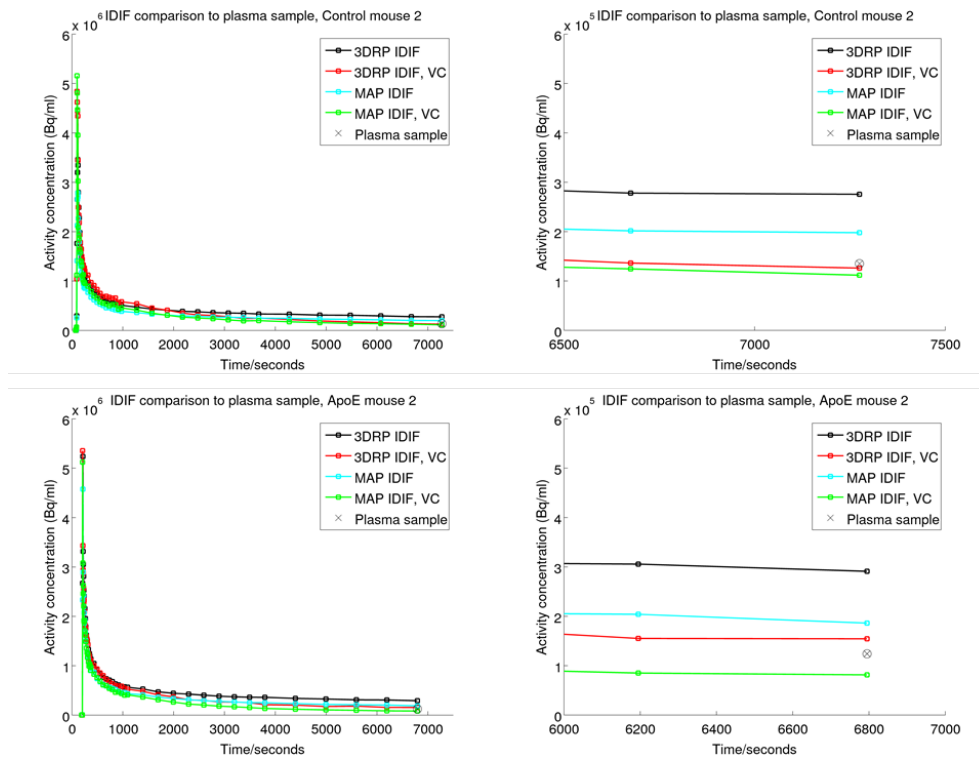 x 10⁶ IDIF comparison to plasma sample, Control mouse 2
6
5
4
3
2
1
0
Activity concentration (Bq/ml)
3DRP IDIF
3DRP IDIF, VC
MAP IDIF
MAP IDIF, VC
Plasma sample
0 1000 2000 3000 4000 5000 6000 7000
Time/seconds
x 10⁵ IDIF comparison to plasma sample, Control mouse 2
6
5
4
3
2
1
0
Activity concentration (Bq/ml)
3DRP IDIF
3DRP IDIF, VC
MAP IDIF
MAP IDIF, VC
Plasma sample
6500 7000 7500
Time/seconds
x 10⁶ IDIF comparison to plasma sample, ApoE mouse 2
6
5
4
3
2
1
0
Activity concentration (Bq/ml)
3DRP IDIF
3DRP IDIF, VC
MAP IDIF
MAP IDIF, VC
Plasma sample
0 1000 2000 3000 4000 5000 6000 7000
Time/seconds
x 10⁵ IDIF comparison to plasma sample, ApoE mouse 2
6
5
4
3
2
1
0
Activity concentration (Bq/ml)
3DRP IDIF
3DRP IDIF, VC
MAP IDIF
MAP IDIF, VC
Plasma sample
6000 6200 6400 6600 6800 7000
Time/seconds